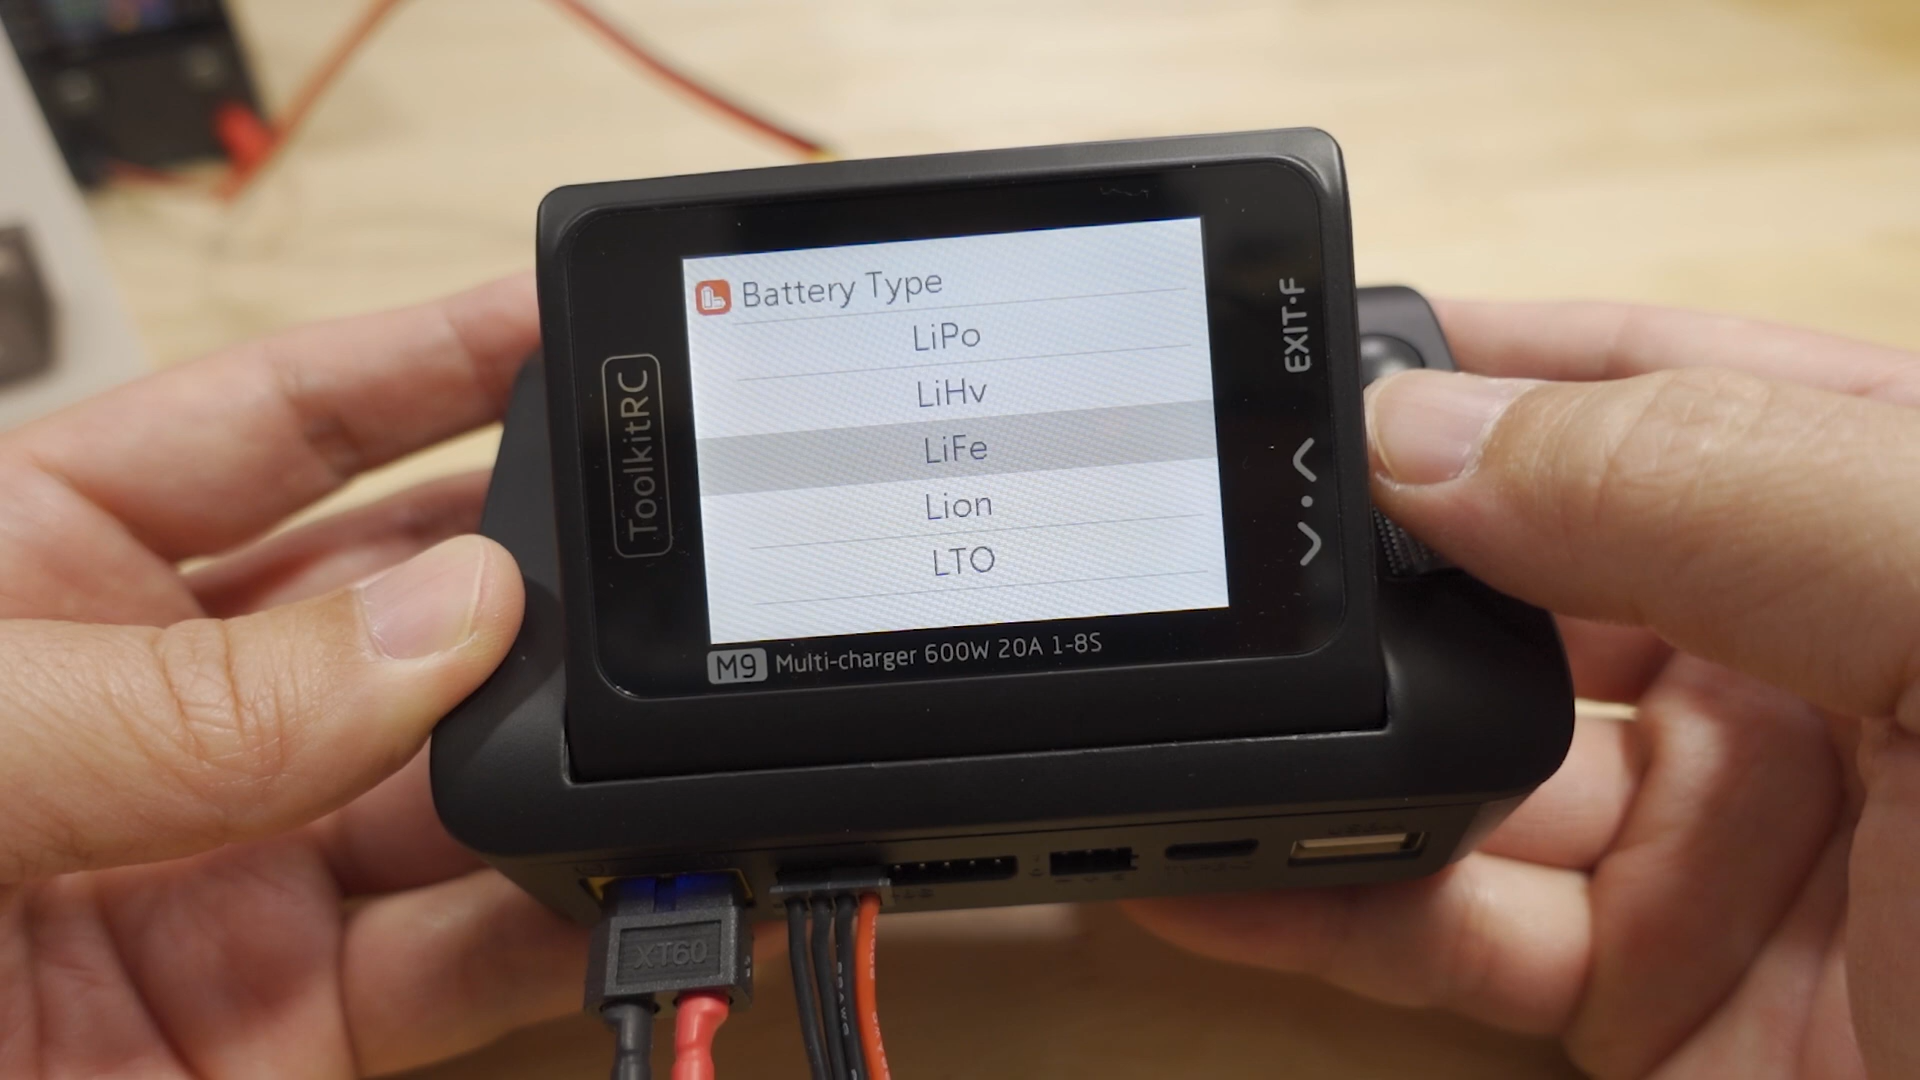 Battery Type
LiPo
LiHv
LiFe
Lion
LTO
ToolkitRC
EXIT·F
M9 Multi-charger 600W 20A 1-8S
XT60